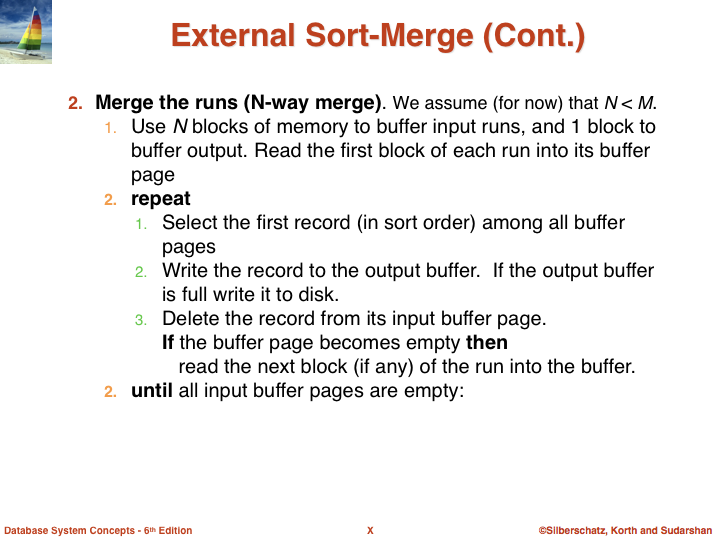 External Sort-Merge (Cont.)
2. Merge the runs (N-way merge). We assume (for now) that N < M.
1. Use N blocks of memory to buffer input runs, and 1 block to
buffer output. Read the first block of each run into its buffer
page
2. repeat
1. Select the first record (in sort order) among all buffer
pages
2. Write the record to the output buffer.  If the output buffer
is full write it to disk.
3. Delete the record from its input buffer page.
If the buffer page becomes empty then
read the next block (if any) of the run into the buffer.
2. until all input buffer pages are empty:
Database System Concepts - 6th Edition
X
©Silberschatz, Korth and Sudarshan